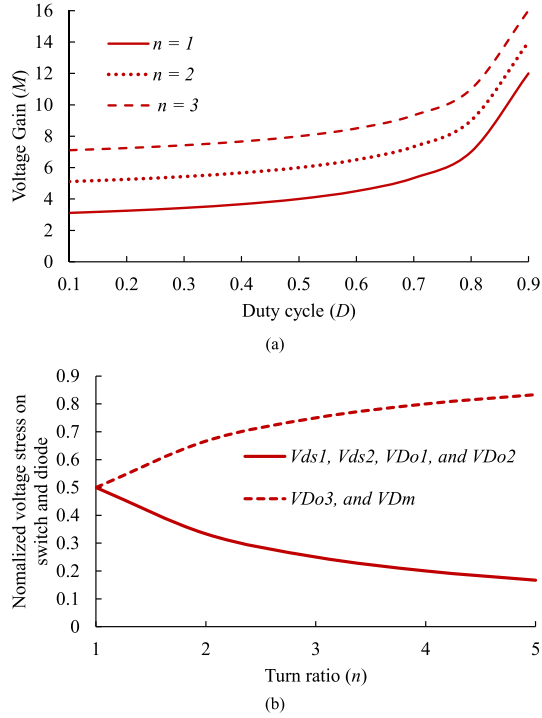 16
14
12
10
8
6
4
2
0
Voltage Gain (M)
n = 1
n = 2
n = 3
0.1 0.2 0.3 0.4 0.5 0.6 0.7 0.8 0.9
Duty cycle (D)
(a)
0.9
0.8
0.7
0.6
0.5
0.4
0.3
0.2
0.1
0
Nomalized voltage stress on
switch and diode
Vds1, Vds2, VDo1, and VDo2
VDo3, and VDm
1 2 3 4 5
Turn ratio (n)
(b)